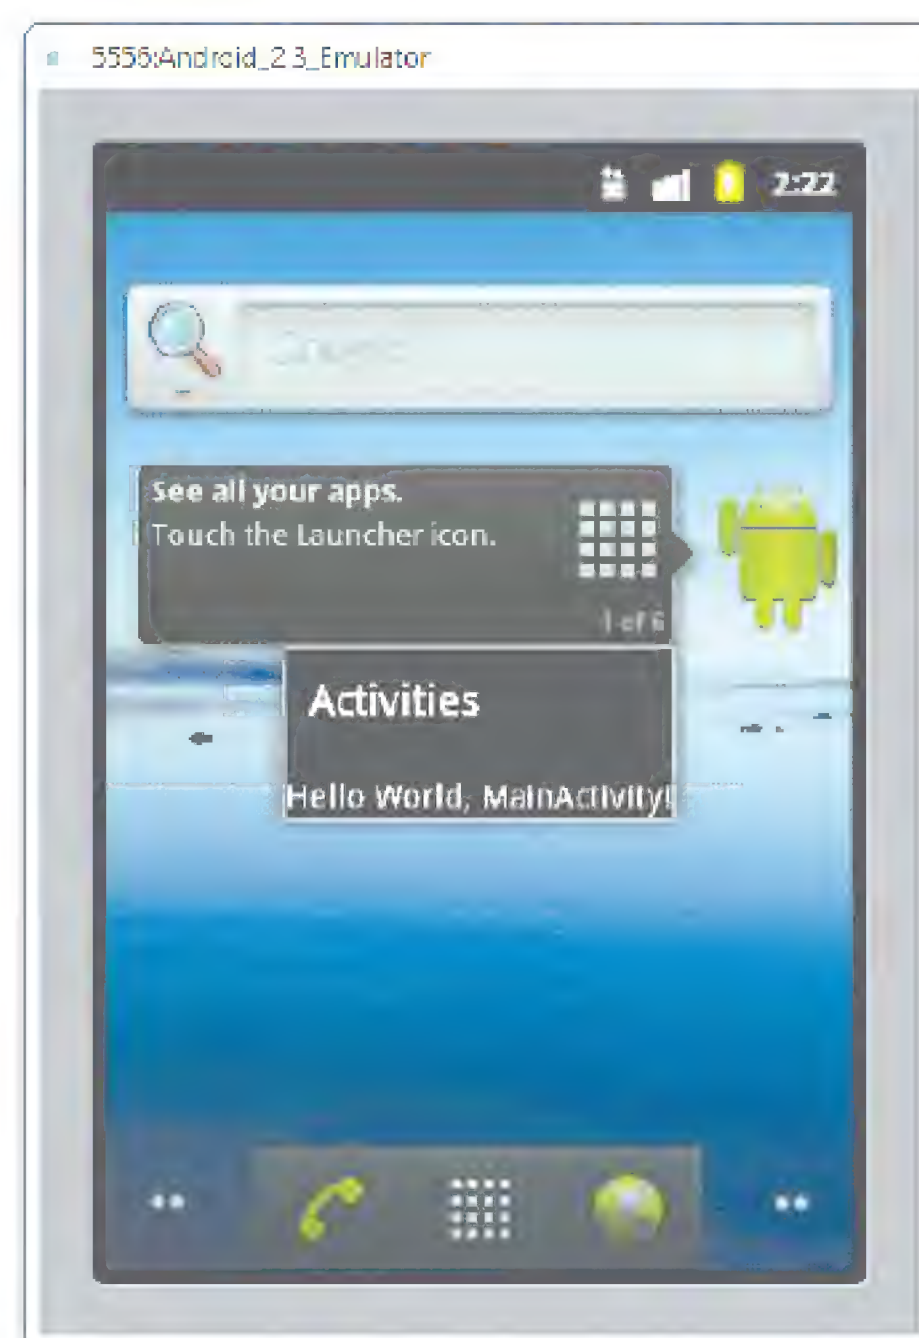 5556:Android_2.3_Emulator
2:22
See all your apps.
Touch the Launcher icon.
1 of 6
Activities
Hello World, MainActivity!